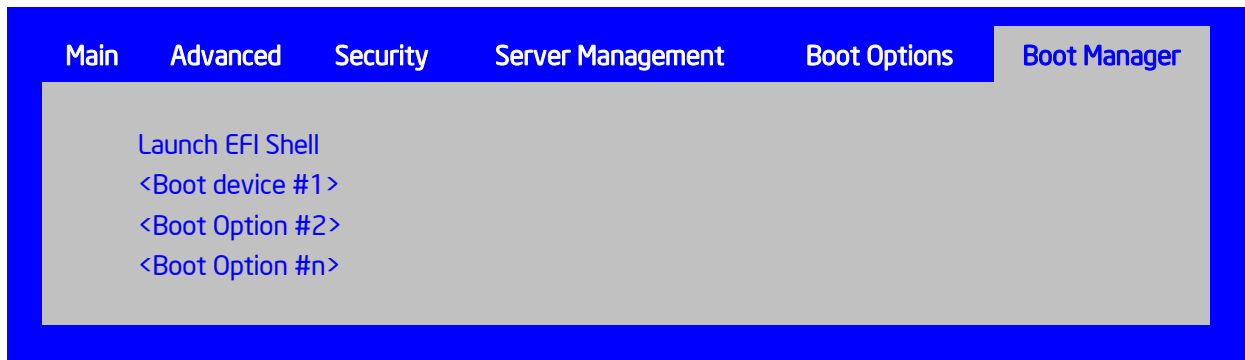 Main Advanced Security Server Management Boot Options Boot Manager
Launch EFI Shell
<Boot device #1>
<Boot Option #2>
<Boot Option #n>